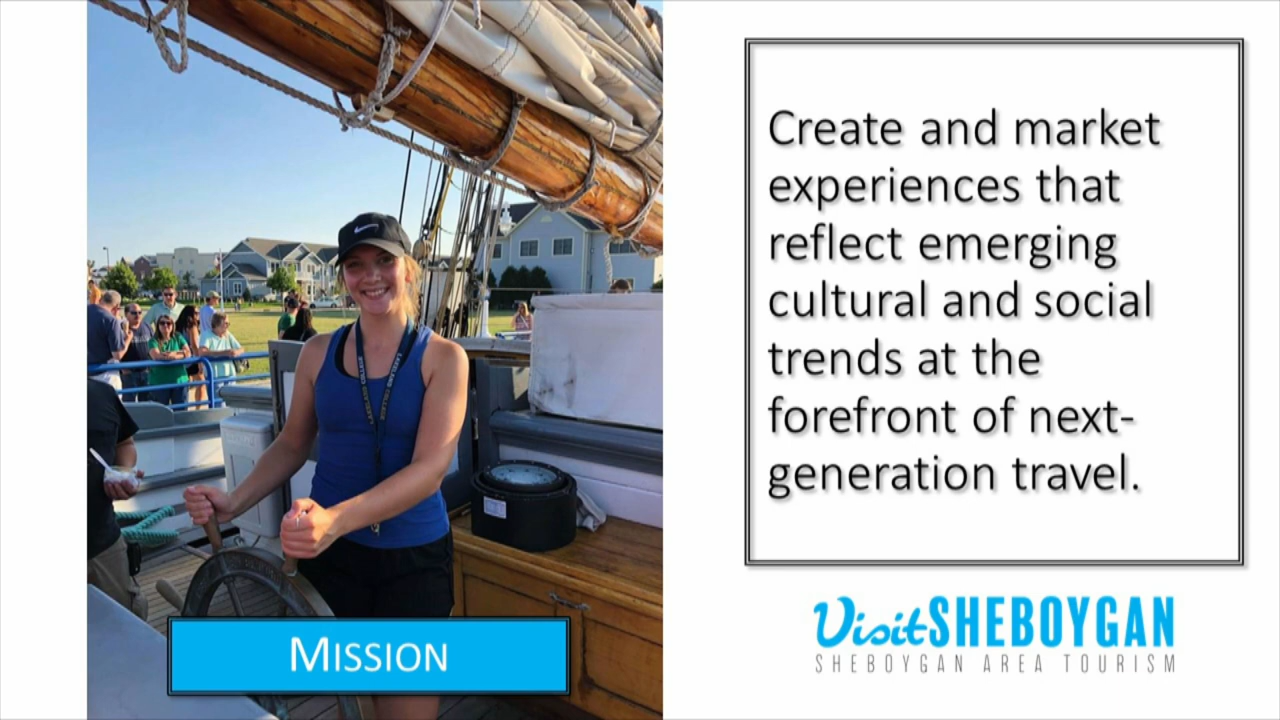 Create and market
experiences that
reflect emerging
cultural and social
trends at the
forefront of next-
generation travel.
MISSION
VisitSHEBOYGAN
SHEBOYGAN AREA TOURISM